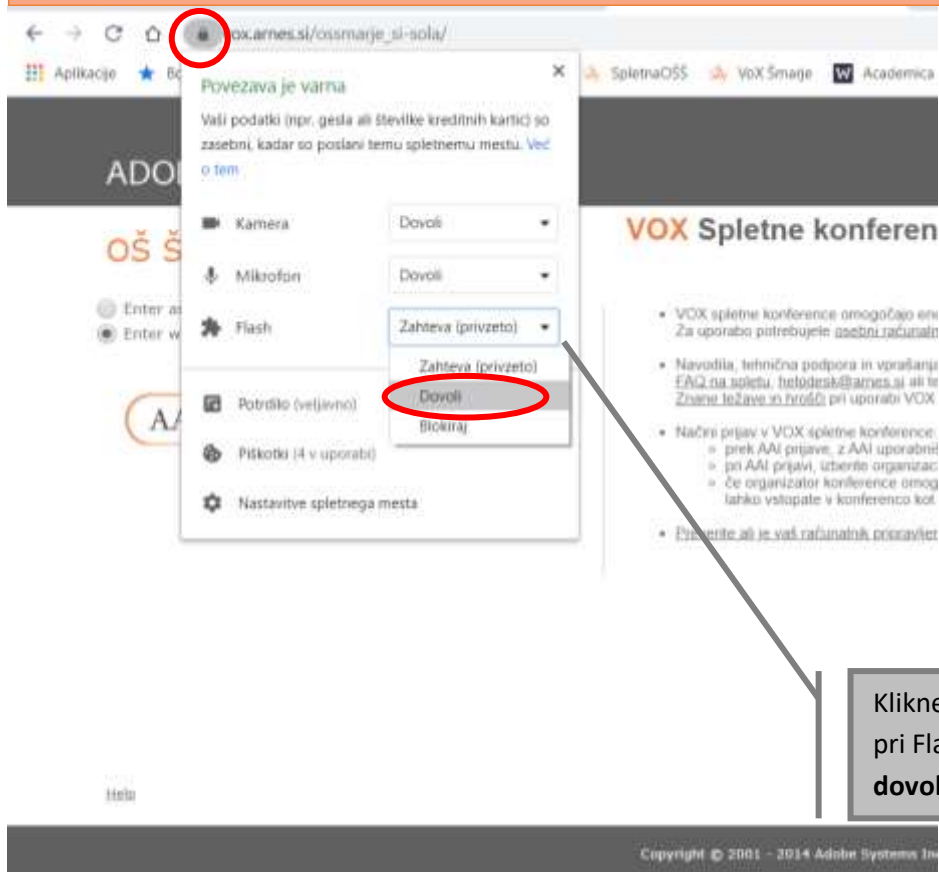 vox.arnes.si/ossmarje_si-sola/
Aplikacije
SpletnaOŠŠ
VoX Šmarje
Academica
ADO
Povezava je varna
Vaši podatki (npr. gesla ali številke kreditnih kartic) so
zasebni, kadar so poslani temu spletnemu mestu. Več
o tem
Kamera
Dovoli
Mikrofon
Dovoli
Flash
Zahteva (privzeto)
Zahteva (privzeto)
Dovoli
Blokiraj
Potrdilo (veljavno)
Piškotki (4 v uporabi)
Nastavitve spletnega mesta
OŠ Š
Enter as
Enter w
AA
VOX Spletne konferen
VOX spletne konference omogočajo
Za uporabo potrebujete osebni računaln
Navodila, tehnična podpora in vprašanja
FAQ na spletu, helpdesk@arnes.si ali te
Znane težave in hrošči pri uporabi VOX
Načini prijav v VOX spletne konference
prek AAI prijave, z AAI uporabniš
pri AAI prijavi, izberite organizac
če organizator konference omog
lahko vstopate v konferenco kot
Preverite ali je vaš računalnik pripravljen
Klikne
pri Fla
dovol
Help
Copyright © 2001 - 2014 Adobe Systems Inc